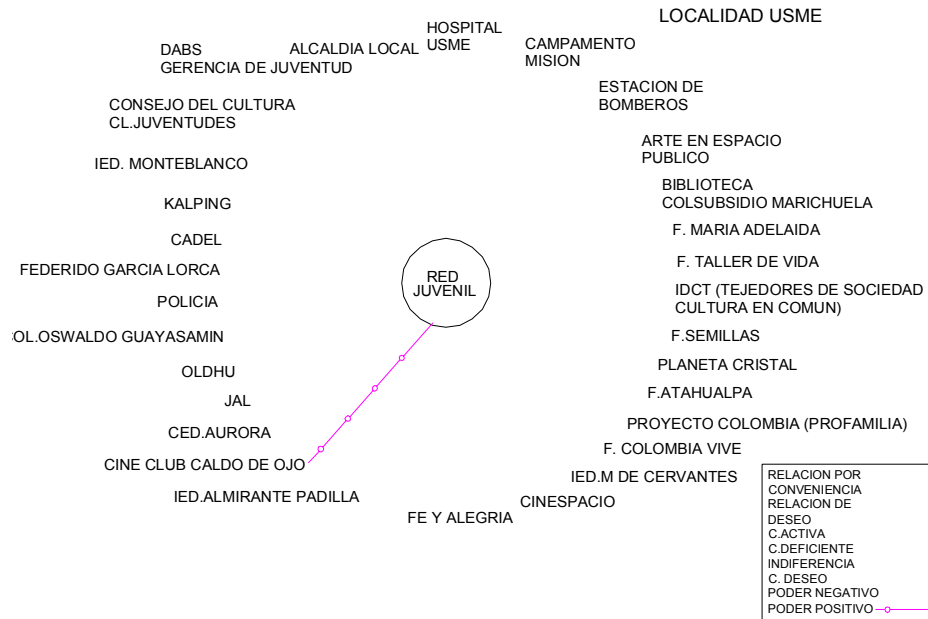 LOCALIDAD USME
HOSPITAL
USME
ALCALDIA LOCAL
DABS
GERENCIA DE JUVENTUD
CAMPAMENTO
MISION
ESTACION DE
BOMBEROS
CONSEJO DEL CULTURA
CL.JUVENTUDES
ARTE EN ESPACIO
PUBLICO
IED. MONTEBLANCO
BIBLIOTECA
COLSUBSIDIO MARICHUELA
KALPING
F. MARIA ADELAIDA
CADEL
F. TALLER DE VIDA
FEDERIDO GARCIA LORCA
RED
JUVENIL
IDCT (TEJEDORES DE SOCIEDAD
CULTURA EN COMUN)
POLICIA
OL.OSWALDO GUAYASAMIN
F.SEMILLAS
OLDHU
PLANETA CRISTAL
JAL
F.ATAHUALPA
CED.AURORA
PROYECTO COLOMBIA (PROFAMILIA)
F. COLOMBIA VIVE
CINE CLUB CALDO DE OJO
IED.M DE CERVANTES
IED.ALMIRANTE PADILLA
CINESPACIO
FE Y ALEGRIA
RELACION POR
CONVENIENCIA
RELACION DE
DESEO
C.ACTIVA
C.DEFICIENTE
INDIFERENCIA
C. DESEO
PODER NEGATIVO
PODER POSITIVO